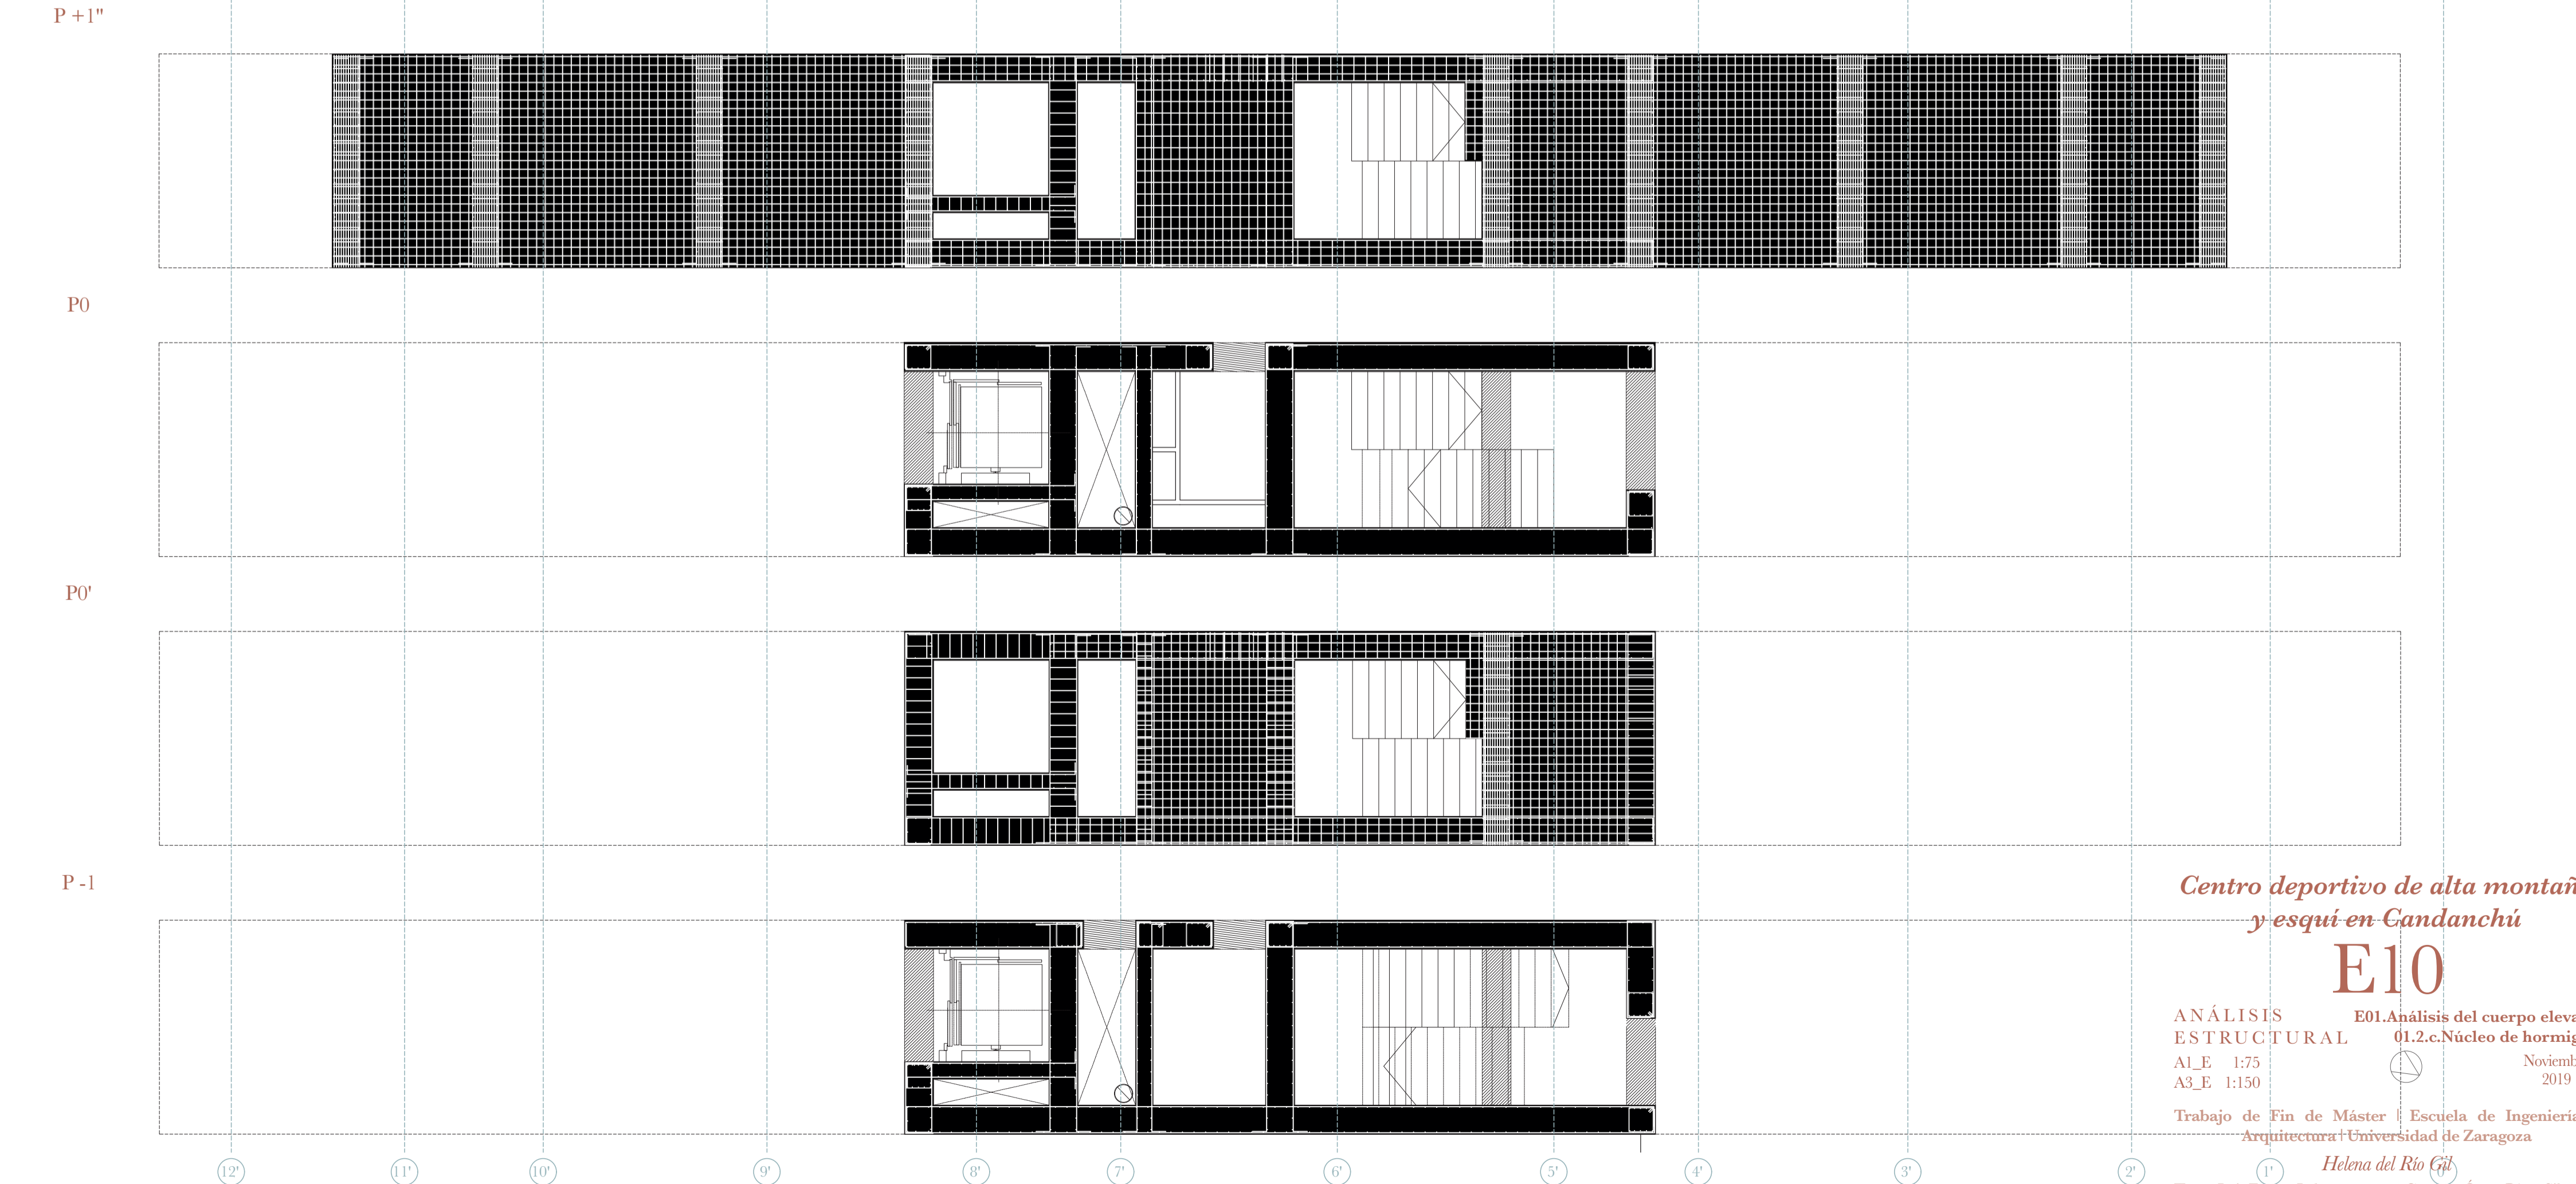 P +1"
P0
P0'
P -1
Centro deportivo de alta montañ
y esquí en Candanchú
E10
ANÁLISIS
ESTRUCTURAL
E01.Análisis del cuerpo eleva
01.2.c.Núcleo de hormig
A1_E 1:75
A3_E 1:150
Noviemb
2019
Trabajo de Fin de Máster | Escuela de Ingeniería
Arquitectura | Universidad de Zaragoza
Helena del Río Gil
12' 11' 10' 9' 8' 7' 6' 5' 4' 3' 2' 1' 0'